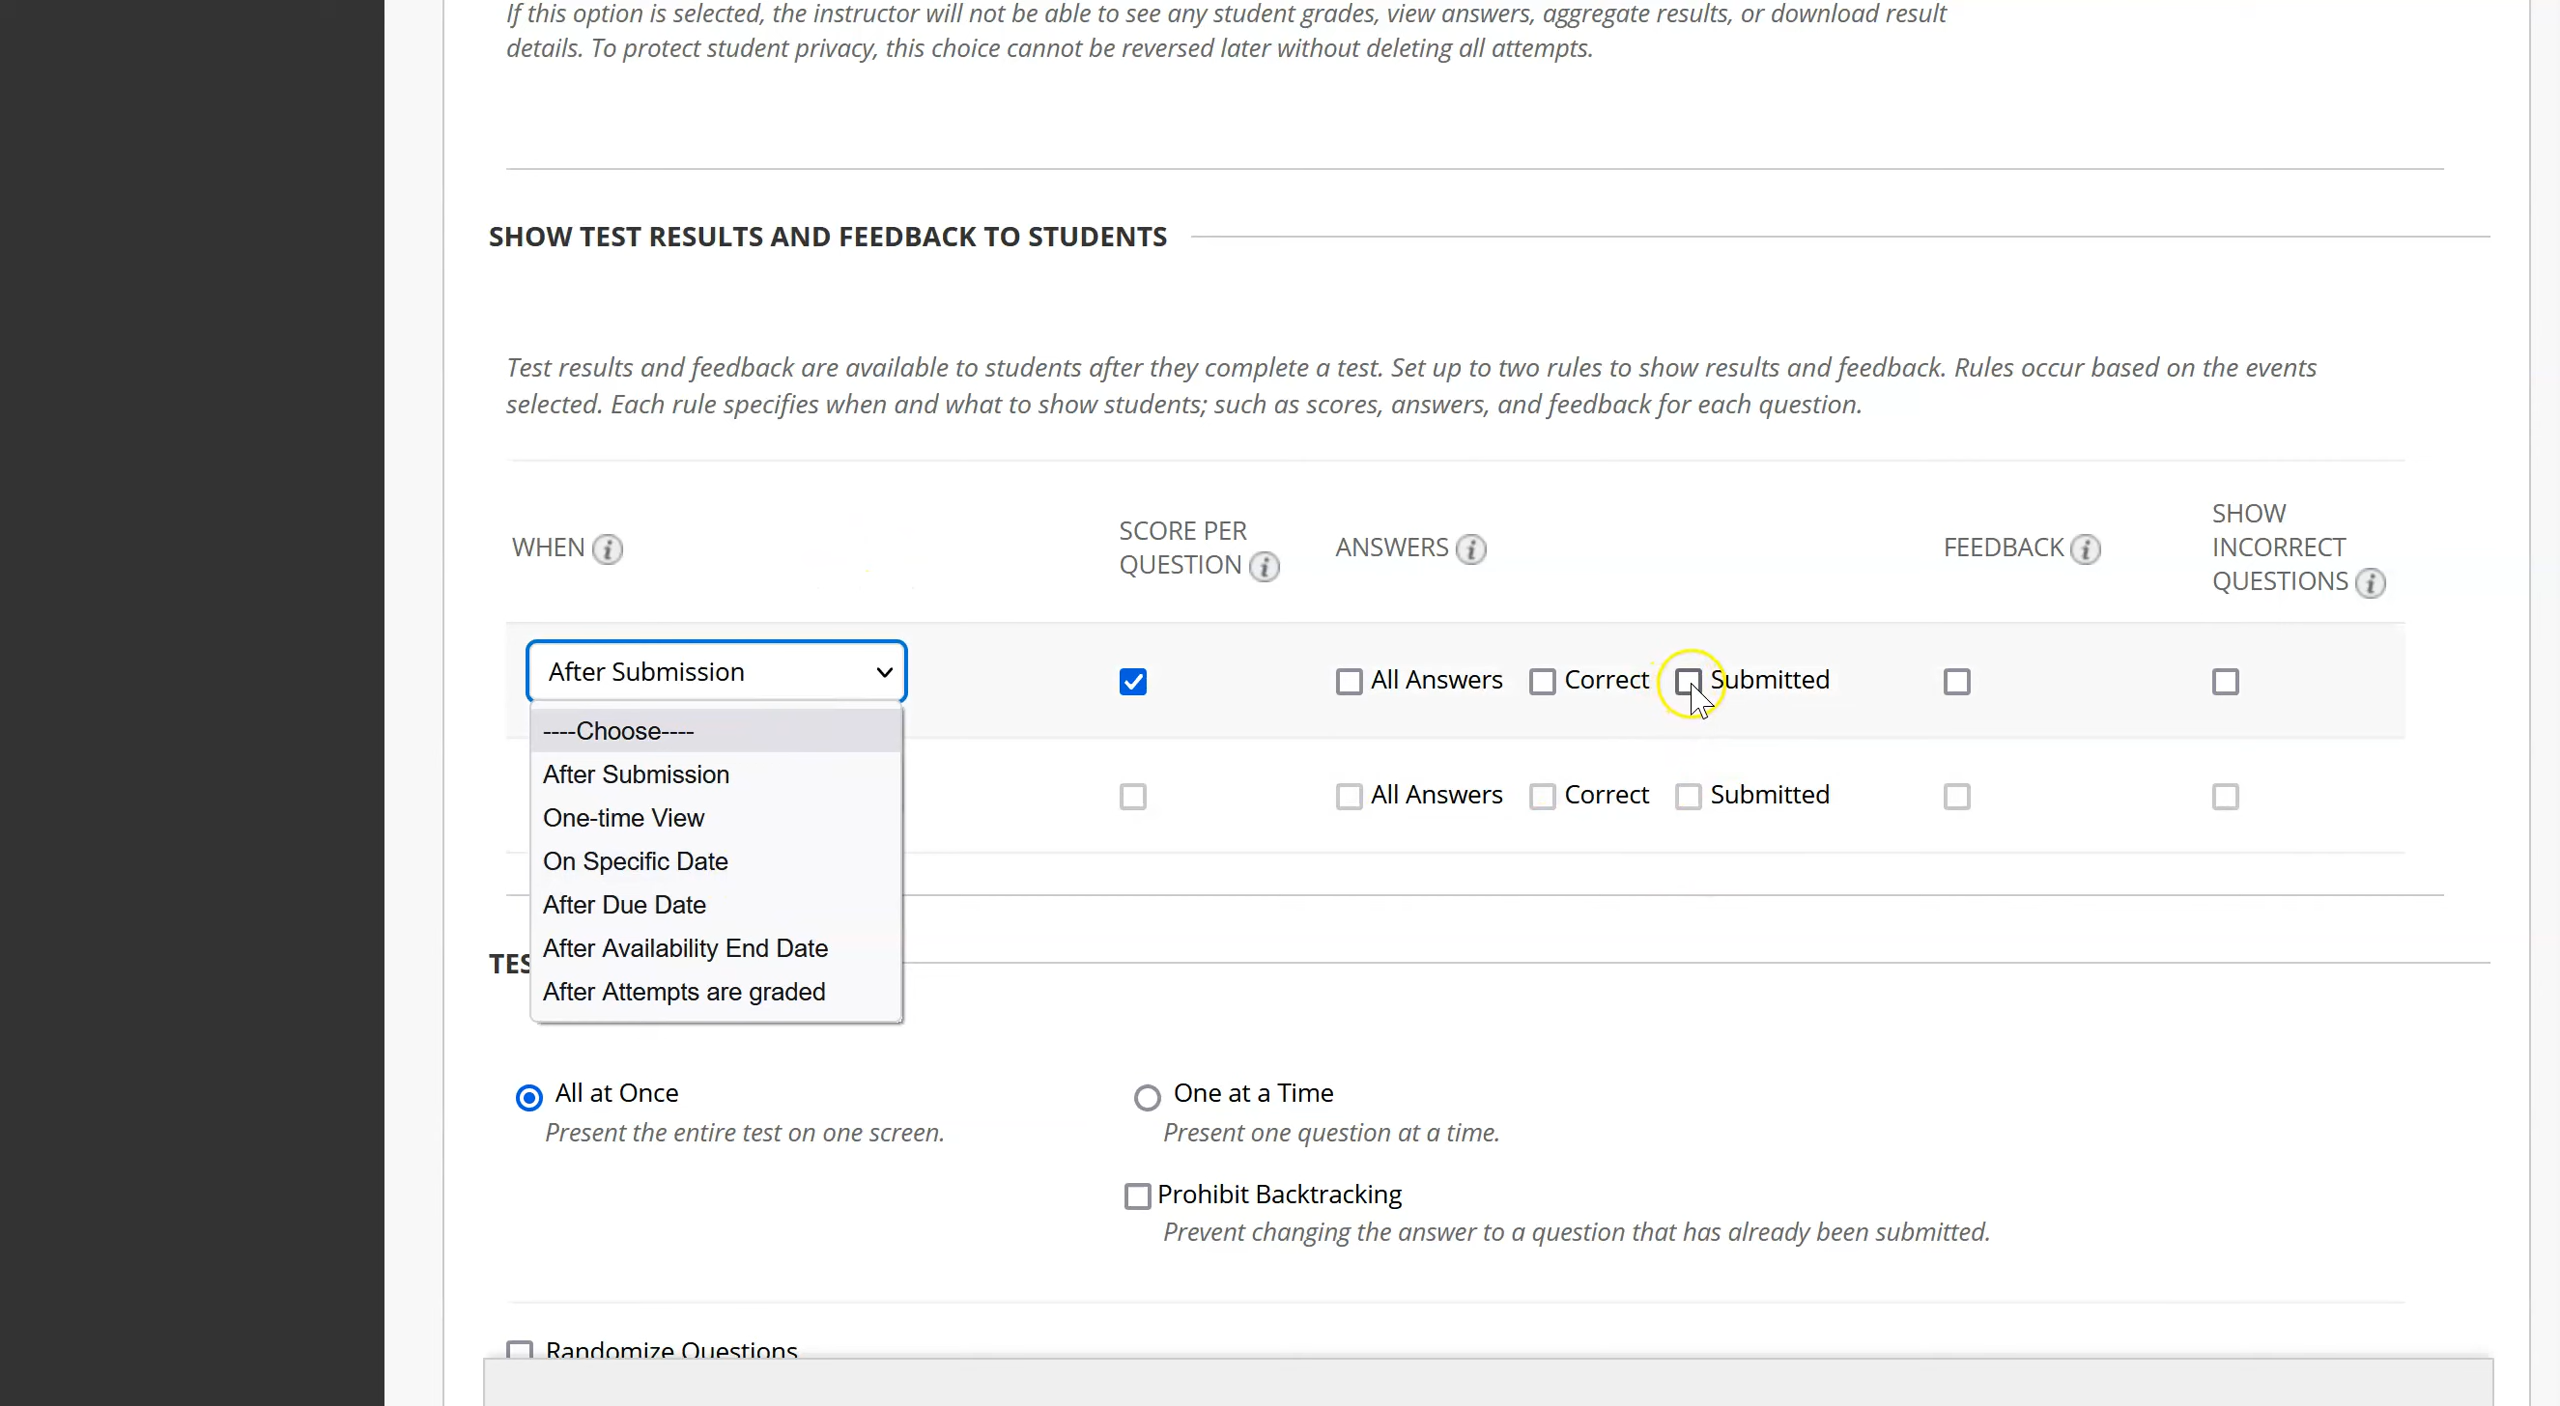 If this option is selected, the instructor will not be able to see any student grades, view answers, aggregate results, or download result
details. To protect student privacy, this choice cannot be reversed later without deleting all attempts.
SHOW TEST RESULTS AND FEEDBACK TO STUDENTS
Test results and feedback are available to students after they complete a test. Set up to two rules to show results and feedback. Rules occur based on the events
selected. Each rule specifies when and what to show students; such as scores, answers, and feedback for each question.
WHEN
SCORE PER
QUESTION
ANSWERS
FEEDBACK
SHOW
INCORRECT
QUESTIONS
After Submission
All Answers Correct Submitted
----Choose----
After Submission
One-time View
On Specific Date
After Due Date
After Availability End Date
After Attempts are graded
All Answers Correct Submitted
TES
All at Once
Present the entire test on one screen.
One at a Time
Present one question at a time.
Prohibit Backtracking
Prevent changing the answer to a question that has already been submitted.
Randomize Questions